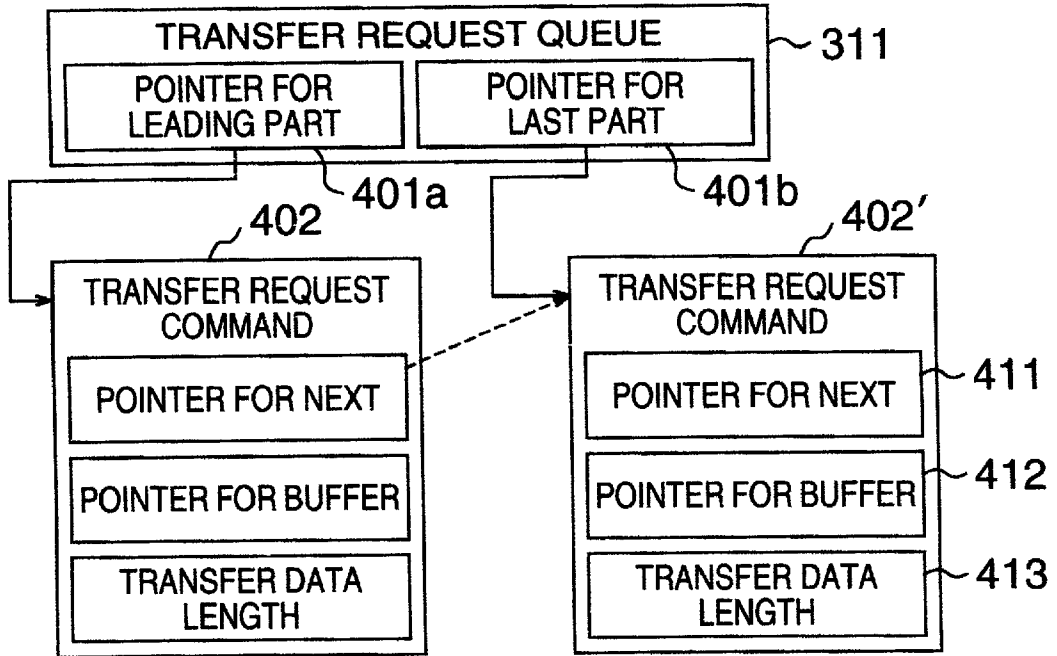 TRANSFER REQUEST QUEUE
311
POINTER FOR
LEADING PART
POINTER FOR
LAST PART
401a
401b
402
402'
TRANSFER REQUEST
COMMAND
POINTER FOR NEXT
POINTER FOR BUFFER
TRANSFER DATA
LENGTH
TRANSFER REQUEST
COMMAND
POINTER FOR NEXT
411
POINTER FOR BUFFER
412
TRANSFER DATA
LENGTH
413